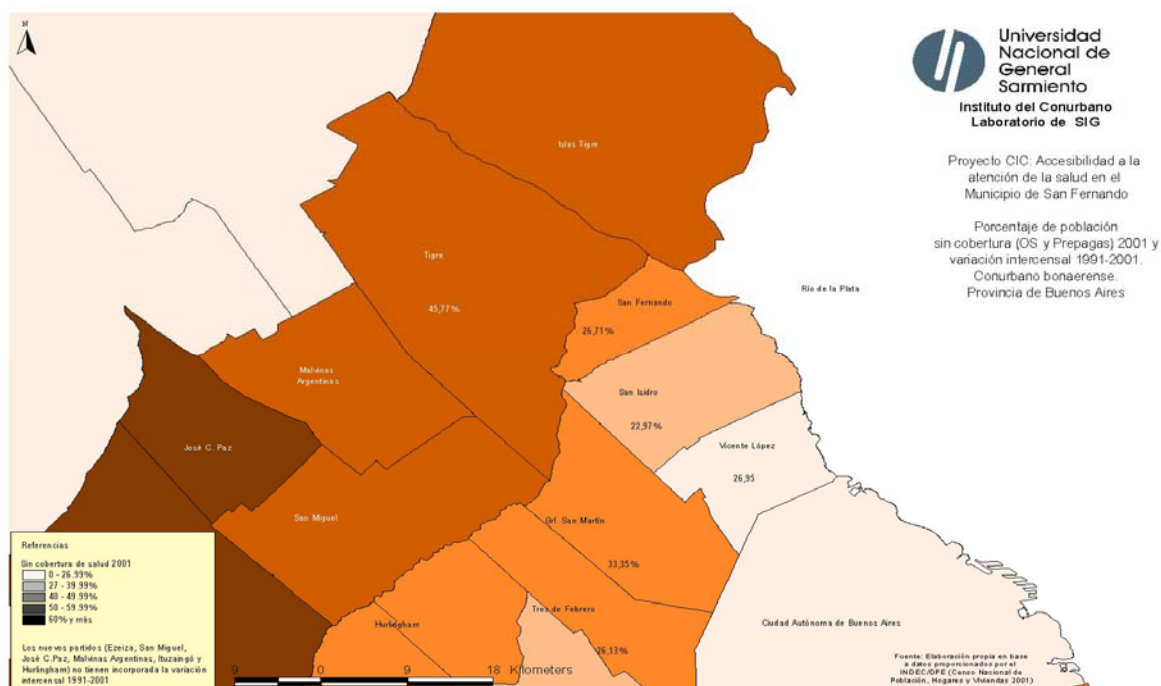 N
Universidad
Nacional de
General
Sarmiento
Instituto del Conurbano
Laboratorio de SIG
Proyecto CIC: Accesibilidad a la
atención de la salud en el
Municipio de San Fernando
Porcentaje de población
sin cobertura (OS y Prepagas) 2001 y
variación intercensal 1991-2001.
Conurbano bonaerense.
Provincia de Buenos Aires
Islas Tigre
Tigre
45,77%
San Fernando
26,71%
Río de la Plata
Malvinas
Argentinas
San Isidro
22,97%
José C. Paz
Vicente López
26,95
San Miguel
Grl. San Martín
33,35%
Tres de Febrero
26,13%
Hurlingham
Ciudad Autónoma de Buenos Aires
Referencias
Sin cobertura de salud 2001
0 - 26.99%
27 - 39.99%
40 - 49.99%
50 - 59.99%
60% y más
Los nuevos partidos (Ezeiza, San Miguel,
José C.Paz, Malvinas Argentinas, Ituzaingó y
Hurlingham) no tienen incorporada la variación
intercensal 1991-2001
9 0 9 18 Kilometers
Fuente: Elaboración propia en base
a datos proporcionados por el
INDEC/DPE (Censo Nacional de
Población, Hogares y Viviendas 2001)